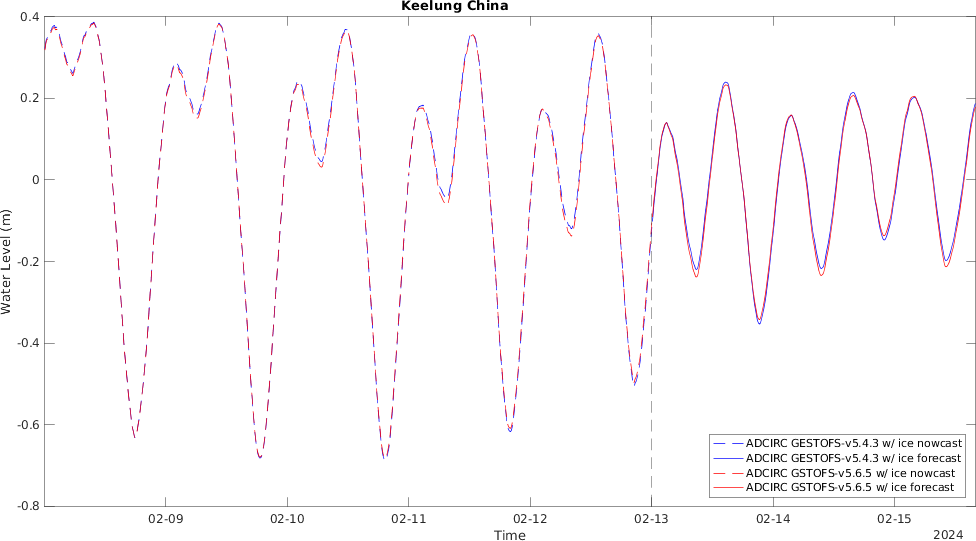 Keelung China
0.4
0.2
0
-0.2
-0.4
-0.6
-0.8
Water Level (m)
02-09
02-10
02-11
02-12
02-13
02-14
02-15
Time
2024
ADCIRC GESTOFS-v5.4.3 w/ ice nowcast
ADCIRC GESTOFS-v5.4.3 w/ ice forecast
ADCIRC GSTOFS-v5.6.5 w/ ice nowcast
ADCIRC GSTOFS-v5.6.5 w/ ice forecast